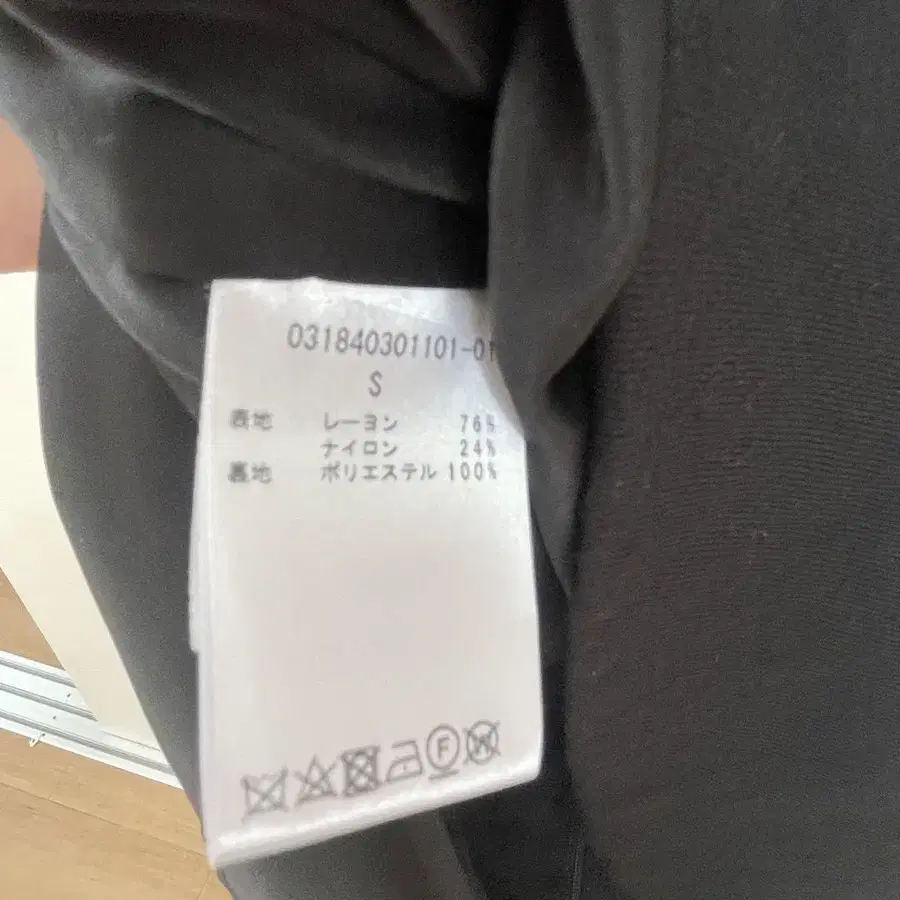 031840301101-01
S
表地 レーヨン 76%
ナイロン 24%
裏地 ポリエステル 100%
F
W